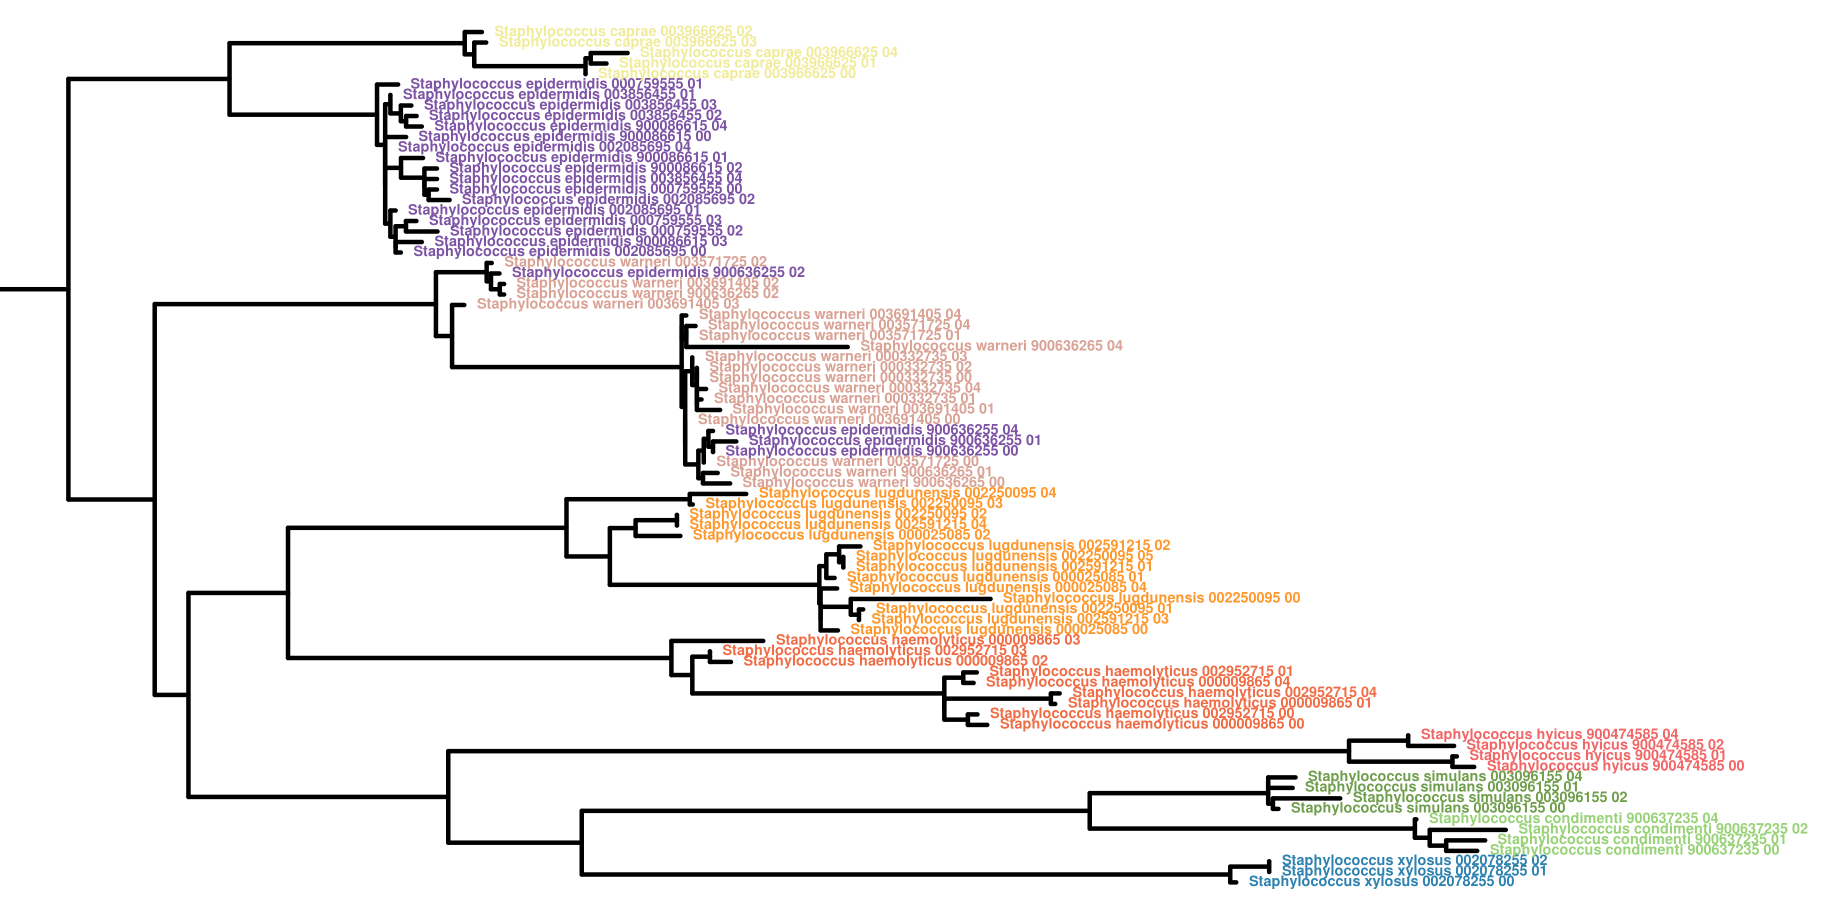 Staphylococcus caprae 003966625 02
Staphylococcus caprae 003966625 03
Staphylococcus caprae 003966625 04
Staphylococcus caprae 003966625 01
Staphylococcus caprae 003966625 00
Staphylococcus epidermidis 000759555 01
Staphylococcus epidermidis 003856455 01
Staphylococcus epidermidis 003856455 03
Staphylococcus epidermidis 003856455 02
Staphylococcus epidermidis 900086615 04
Staphylococcus epidermidis 900086615 00
Staphylococcus epidermidis 002085695 04
Staphylococcus epidermidis 900086615 01
Staphylococcus epidermidis 900086615 02
Staphylococcus epidermidis 003856455 04
Staphylococcus epidermidis 000759555 00
Staphylococcus epidermidis 002085695 02
Staphylococcus epidermidis 002085695 01
Staphylococcus epidermidis 000759555 03
Staphylococcus epidermidis 000759555 02
Staphylococcus epidermidis 900086615 03
Staphylococcus epidermidis 002085695 00
Staphylococcus warneri 003571725 02
Staphylococcus epidermidis 900636255 02
Staphylococcus warneri 003691405 02
Staphylococcus warneri 900636265 02
Staphylococcus warneri 003691405 03
Staphylococcus warneri 003691405 04
Staphylococcus warneri 003571725 04
Staphylococcus warneri 003571725 01
Staphylococcus warneri 900636265 04
Staphylococcus warneri 000332735 03
Staphylococcus warneri 000332735 02
Staphylococcus warneri 000332735 00
Staphylococcus warneri 000332735 04
Staphylococcus warneri 000332735 01
Staphylococcus warneri 003691405 01
Staphylococcus warneri 003691405 00
Staphylococcus epidermidis 900636255 04
Staphylococcus epidermidis 900636255 01
Staphylococcus epidermidis 900636255 00
Staphylococcus warneri 003571725 00
Staphylococcus warneri 900636265 01
Staphylococcus warneri 900636265 00
Staphylococcus lugdunensis 002250095 04
Staphylococcus lugdunensis 002250095 03
Staphylococcus lugdunensis 002250095 02
Staphylococcus lugdunensis 002591215 04
Staphylococcus lugdunensis 000025085 02
Staphylococcus lugdunensis 002591215 02
Staphylococcus lugdunensis 002250095 05
Staphylococcus lugdunensis 002591215 01
Staphylococcus lugdunensis 000025085 01
Staphylococcus lugdunensis 000025085 04
Staphylococcus lugdunensis 002250095 00
Staphylococcus lugdunensis 002250095 01
Staphylococcus lugdunensis 002591215 03
Staphylococcus lugdunensis 000025085 00
Staphylococcus haemolyticus 000009865 03
Staphylococcus haemolyticus 002952715 03
Staphylococcus haemolyticus 000009865 02
Staphylococcus haemolyticus 002952715 01
Staphylococcus haemolyticus 000009865 04
Staphylococcus haemolyticus 002952715 04
Staphylococcus haemolyticus 000009865 01
Staphylococcus haemolyticus 002952715 00
Staphylococcus haemolyticus 000009865 00
Staphylococcus hyicus 900474585 04
Staphylococcus hyicus 900474585 02
Staphylococcus hyicus 900474585 01
Staphylococcus hyicus 900474585 00
Staphylococcus simulans 003096155 04
Staphylococcus simulans 003096155 01
Staphylococcus simulans 003096155 02
Staphylococcus simulans 003096155 00
Staphylococcus condimenti 900637235 04
Staphylococcus condimenti 900637235 02
Staphylococcus condimenti 900637235 01
Staphylococcus condimenti 900637235 00
Staphylococcus xylosus 002078255 02
Staphylococcus xylosus 002078255 01
Staphylococcus xylosus 002078255 00